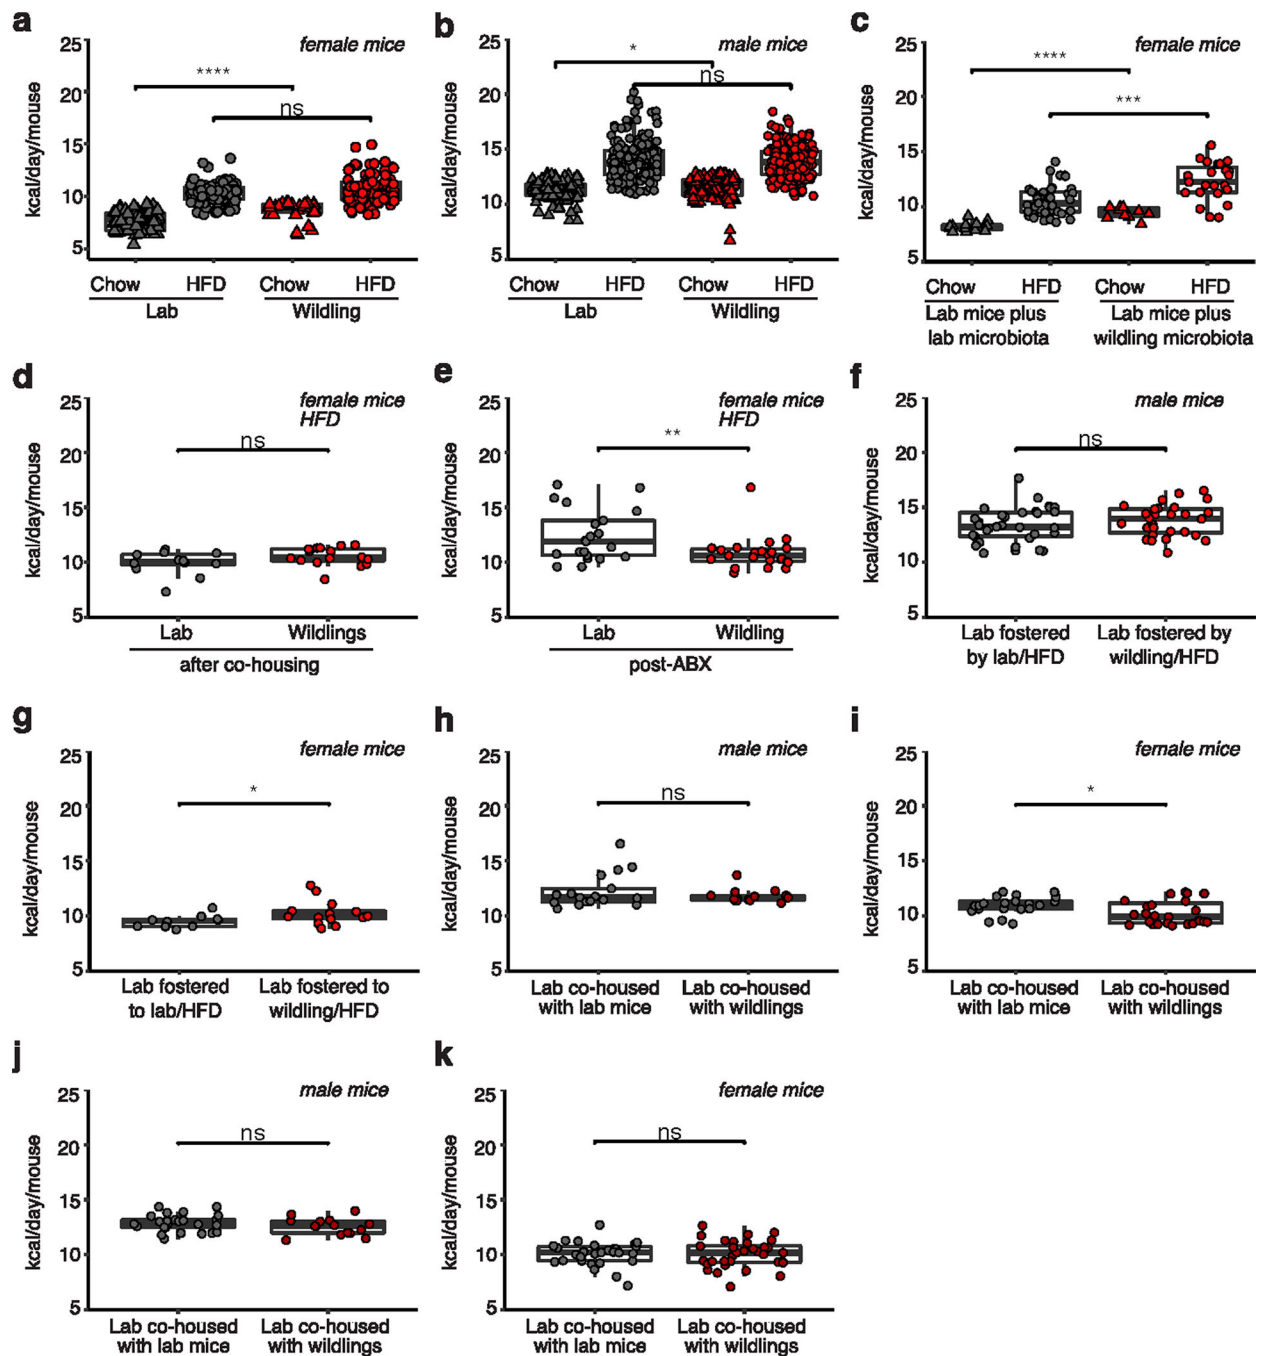 a
female mice
kcal/day/mouse
25
20
15
10
5
****
ns
Chow HFD Chow HFD
Lab Wildling
b
male mice
kcal/day/mouse
25
20
15
10
5
*
ns
Chow HFD Chow HFD
Lab Wildling
c
female mice
kcal/day/mouse
25
20
15
10
5
****
***
Chow HFD Chow HFD
Lab mice plus Lab mice plus
lab microbiota wildling microbiota
d
female mice
HFD
kcal/day/mouse
25
20
15
10
5
ns
Lab Wildlings
after co-housing
e
female mice
HFD
kcal/day/mouse
25
20
15
10
5
**
Lab Wildling
post-ABX
f
male mice
kcal/day/mouse
25
20
15
10
5
ns
Lab fostered Lab fostered by
by lab/HFD wildling/HFD
g
female mice
kcal/day/mouse
25
20
15
10
5
*
Lab fostered Lab fostered to
to lab/HFD wildling/HFD
h
male mice
kcal/day/mouse
25
20
15
10
5
ns
Lab co-housed Lab co-housed
with lab mice with wildlings
i
female mice
kcal/day/mouse
25
20
15
10
5
*
Lab co-housed Lab co-housed
with lab mice with wildlings
j
male mice
kcal/day/mouse
25
20
15
10
5
ns
Lab co-housed Lab co-housed
with lab mice with wildlings
k
female mice
kcal/day/mouse
25
20
15
10
5
ns
Lab co-housed Lab co-housed
with lab mice with wildlings